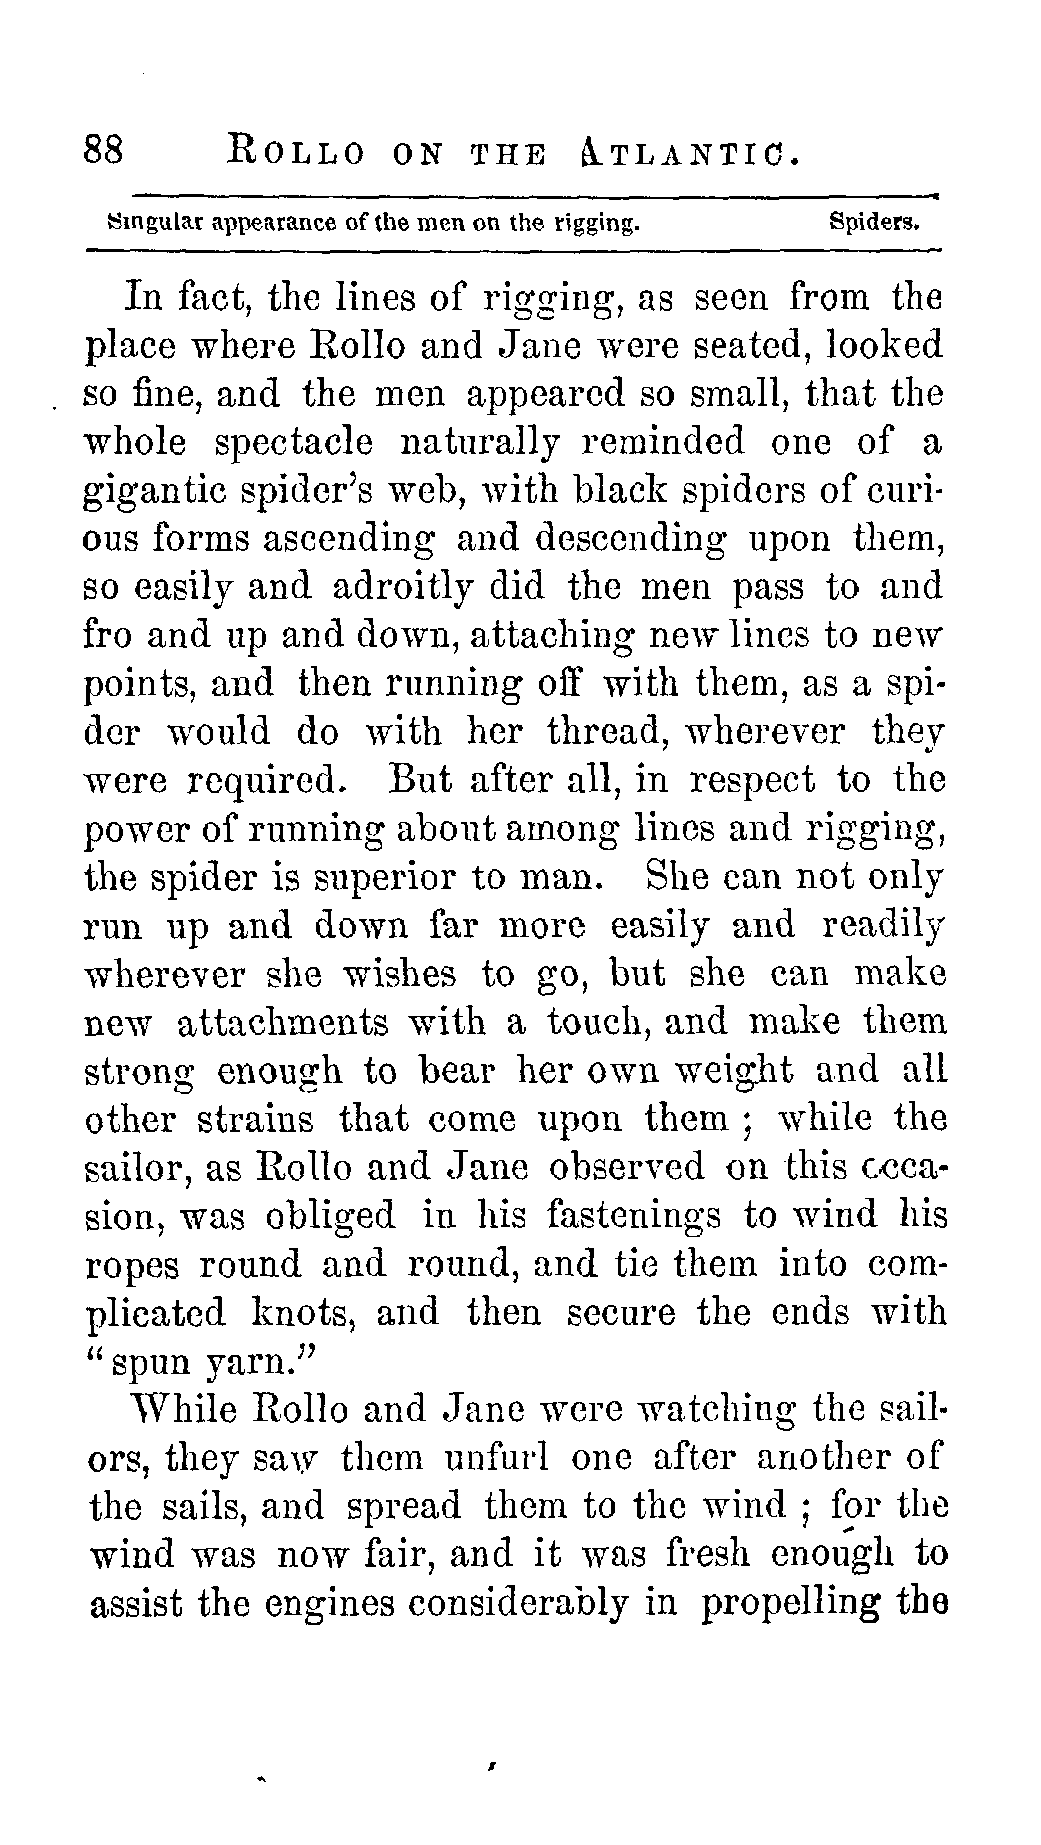 88 ROLLO ON THE ATLANTIC.
Singular appearance of the men on the rigging. Spiders.
In fact, the lines of rigging, as seen from the
place where Rollo and Jane were seated, looked
so fine, and the men appeared so small, that the
whole spectacle naturally reminded one of a
gigantic spider's web, with black spiders of curi-
ous forms ascending and descending upon them,
so easily and adroitly did the men pass to and
fro and up and down, attaching new lines to new
points, and then running off with them, as a spi-
der would do with her thread, wherever they
were required. But after all, in respect to the
power of running about among lines and rigging,
the spider is superior to man. She can not only
run up and down far more easily and readily
wherever she wishes to go, but she can make
new attachments with a touch, and make them
strong enough to bear her own weight and all
other strains that come upon them ; while the
sailor, as Rollo and Jane observed on this occa-
sion, was obliged in his fastenings to wind his
ropes round and round, and tie them into com-
plicated knots, and then secure the ends with
"spun yarn."
While Rollo and Jane were watching the sail-
ors, they saw them unfurl one after another of
the sails, and spread them to the wind ; for the
wind was now fair, and it was fresh enough to
assist the engines considerably in propelling the